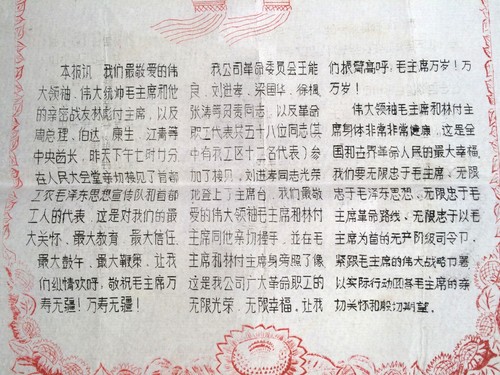 本报讯 我们最敬爱的伟
大领袖、伟大统帅毛主席和他
的亲密战友林彪付主席，以及
周总理、伯达、康生、江青等
中央首长，昨天下午七时
在人民大会堂亲切接见了首都
工农毛泽东思想宣传队和首都
工人的代表，这是对我们的最
大关怀、最大教育、最大信任、
最大鼓午、最大鞭策，让我
们纵情欢呼，敬祝毛主席万
寿无疆！万寿无疆！
我公司革命委员会王能
良、刘进孝、梁国华、徐振
张涛等同志，以及革命
职工代表共五十八位同志(其
中有我工区十二名代表)参
加了接见，刘进孝同志光荣
地登上了主席台，我们最敬
爱的伟大领袖毛主席和林付
主席同他亲切握手，並在毛
主席和林付主席身旁照了像
这是我公司广大革命职工的
无限光荣、无限幸福，让我
们振臂高呼：毛主席万岁！万
万岁！
伟大领袖毛主席和林付主
席身体非常非常健康，这是全
国和世界革命人民的最大幸福，
我们要无限忠于毛主席、无限
忠于毛泽东思想、无限忠于毛
主席革命路线、无限忠于以毛
主席为首的无产阶级司令卩，
紧跟毛主席的伟大战略卩署
以实际行动回答毛主席的亲
切关怀和殷切期望。